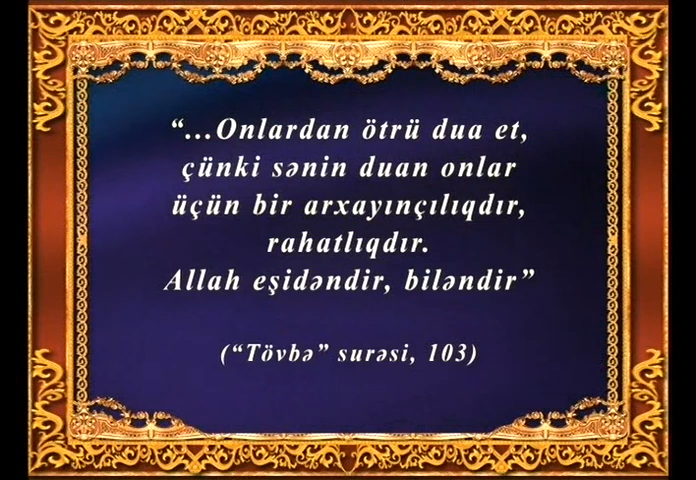 “...Onlardan ötrü dua et,
çünki sənin duan onlar
üçün bir arxayınçılıqdır,
rahatlıqdır.
Allah eşidəndir, biləndir”
(“Tövbə” surəsi, 103)